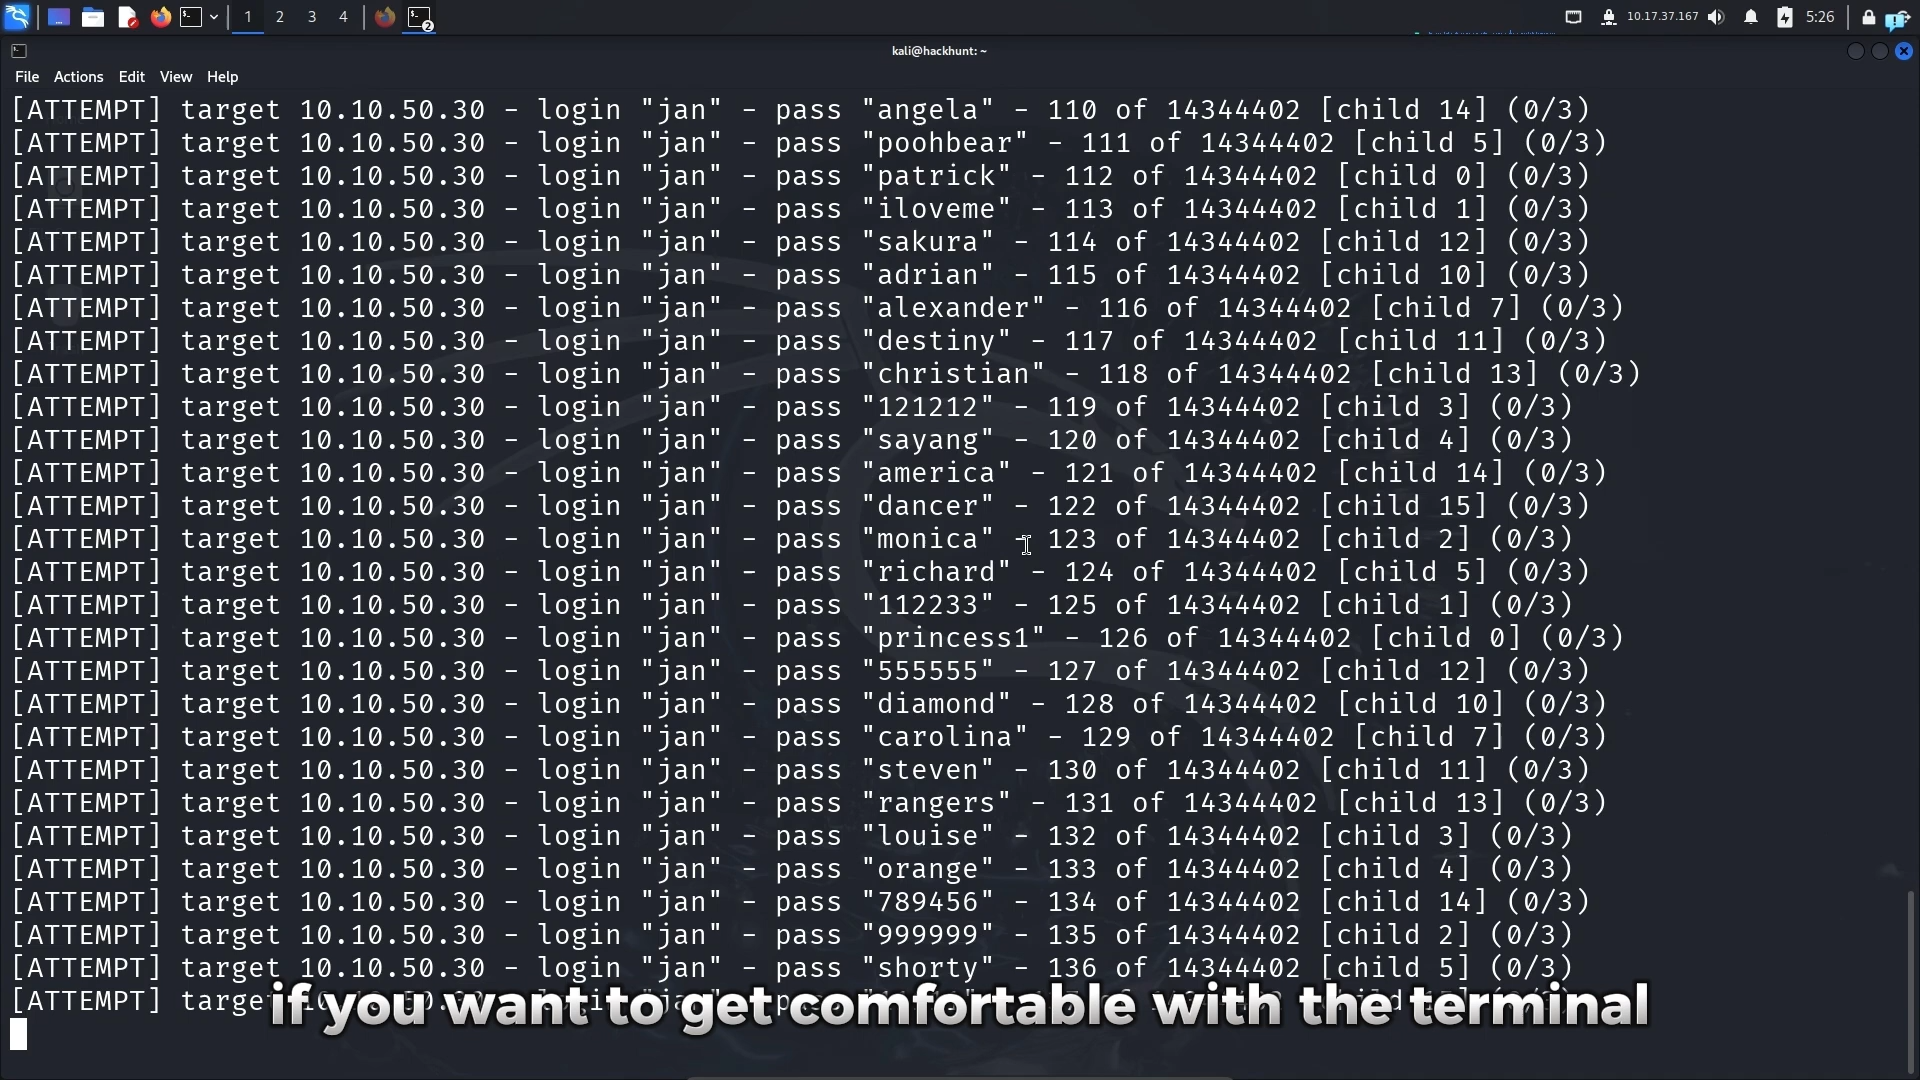 1 2 3 4 2 10.17.37.167 5:26
kali@hackhunt: ~
File Actions Edit View Help
[ATTEMPT] target 10.10.50.30 - login "jan" - pass "angela" - 110 of 14344402 [child 14] (0/3)
[ATTEMPT] target 10.10.50.30 - login "jan" - pass "poohbear" - 111 of 14344402 [child 5] (0/3)
[ATTEMPT] target 10.10.50.30 - login "jan" - pass "patrick" - 112 of 14344402 [child 0] (0/3)
[ATTEMPT] target 10.10.50.30 - login "jan" - pass "iloveme" - 113 of 14344402 [child 1] (0/3)
[ATTEMPT] target 10.10.50.30 - login "jan" - pass "sakura" - 114 of 14344402 [child 12] (0/3)
[ATTEMPT] target 10.10.50.30 - login "jan" - pass "adrian" - 115 of 14344402 [child 10] (0/3)
[ATTEMPT] target 10.10.50.30 - login "jan" - pass "alexander" - 116 of 14344402 [child 7] (0/3)
[ATTEMPT] target 10.10.50.30 - login "jan" - pass "destiny" - 117 of 14344402 [child 11] (0/3)
[ATTEMPT] target 10.10.50.30 - login "jan" - pass "christian" - 118 of 14344402 [child 13] (0/3)
[ATTEMPT] target 10.10.50.30 - login "jan" - pass "121212" - 119 of 14344402 [child 3] (0/3)
[ATTEMPT] target 10.10.50.30 - login "jan" - pass "sayang" - 120 of 14344402 [child 4] (0/3)
[ATTEMPT] target 10.10.50.30 - login "jan" - pass "america" - 121 of 14344402 [child 14] (0/3)
[ATTEMPT] target 10.10.50.30 - login "jan" - pass "dancer" - 122 of 14344402 [child 15] (0/3)
[ATTEMPT] target 10.10.50.30 - login "jan" - pass "monica" - 123 of 14344402 [child 2] (0/3)
[ATTEMPT] target 10.10.50.30 - login "jan" - pass "richard" - 124 of 14344402 [child 5] (0/3)
[ATTEMPT] target 10.10.50.30 - login "jan" - pass "112233" - 125 of 14344402 [child 1] (0/3)
[ATTEMPT] target 10.10.50.30 - login "jan" - pass "princess1" - 126 of 14344402 [child 0] (0/3)
[ATTEMPT] target 10.10.50.30 - login "jan" - pass "555555" - 127 of 14344402 [child 12] (0/3)
[ATTEMPT] target 10.10.50.30 - login "jan" - pass "diamond" - 128 of 14344402 [child 10] (0/3)
[ATTEMPT] target 10.10.50.30 - login "jan" - pass "carolina" - 129 of 14344402 [child 7] (0/3)
[ATTEMPT] target 10.10.50.30 - login "jan" - pass "steven" - 130 of 14344402 [child 11] (0/3)
[ATTEMPT] target 10.10.50.30 - login "jan" - pass "rangers" - 131 of 14344402 [child 13] (0/3)
[ATTEMPT] target 10.10.50.30 - login "jan" - pass "louise" - 132 of 14344402 [child 3] (0/3)
[ATTEMPT] target 10.10.50.30 - login "jan" - pass "orange" - 133 of 14344402 [child 4] (0/3)
[ATTEMPT] target 10.10.50.30 - login "jan" - pass "789456" - 134 of 14344402 [child 14] (0/3)
[ATTEMPT] target 10.10.50.30 - login "jan" - pass "999999" - 135 of 14344402 [child 2] (0/3)
[ATTEMPT] target 10.10.50.30 - login "jan" - pass "shorty" - 136 of 14344402 [child 5] (0/3)
[ATTEMPT] target
if you want to get comfortable with the terminal